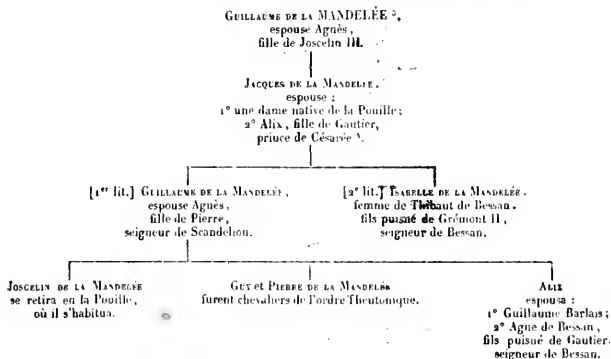 GUILLAUME DE LA MANDELÉE 3,
espouse Agnès,
fille de Joscelin III.
JACQUES DE LA MANDELÉE.
espouse :
1° une dame native de la Pouille;
2° Alix, fille de Gautier,
prince de Césarée 4.
[1er lit.] GUILLAUME DE LA MANDELÉE,
espouse Agnès,
fille de Pierre,
seigneur de Scandelion.
[2e lit.] ISABELLE DE LA MANDELÉE.
femme de Thibaut de Bessan.
fils puisné de Grémont II,
seigneur de Bessan.
JOSCELIN DE LA MANDELÉE
se retira en la Pouille,
où il s'habitua.
GUY et PIERRE DE LA MANDELÉE
furent chevaliers de l'ordre Theutonique.
ALIX
espousa :
1° Guillaume Barlais;
2° Agne de Bessan,
fils puisné de Gautier.
seigneur de Bessan.